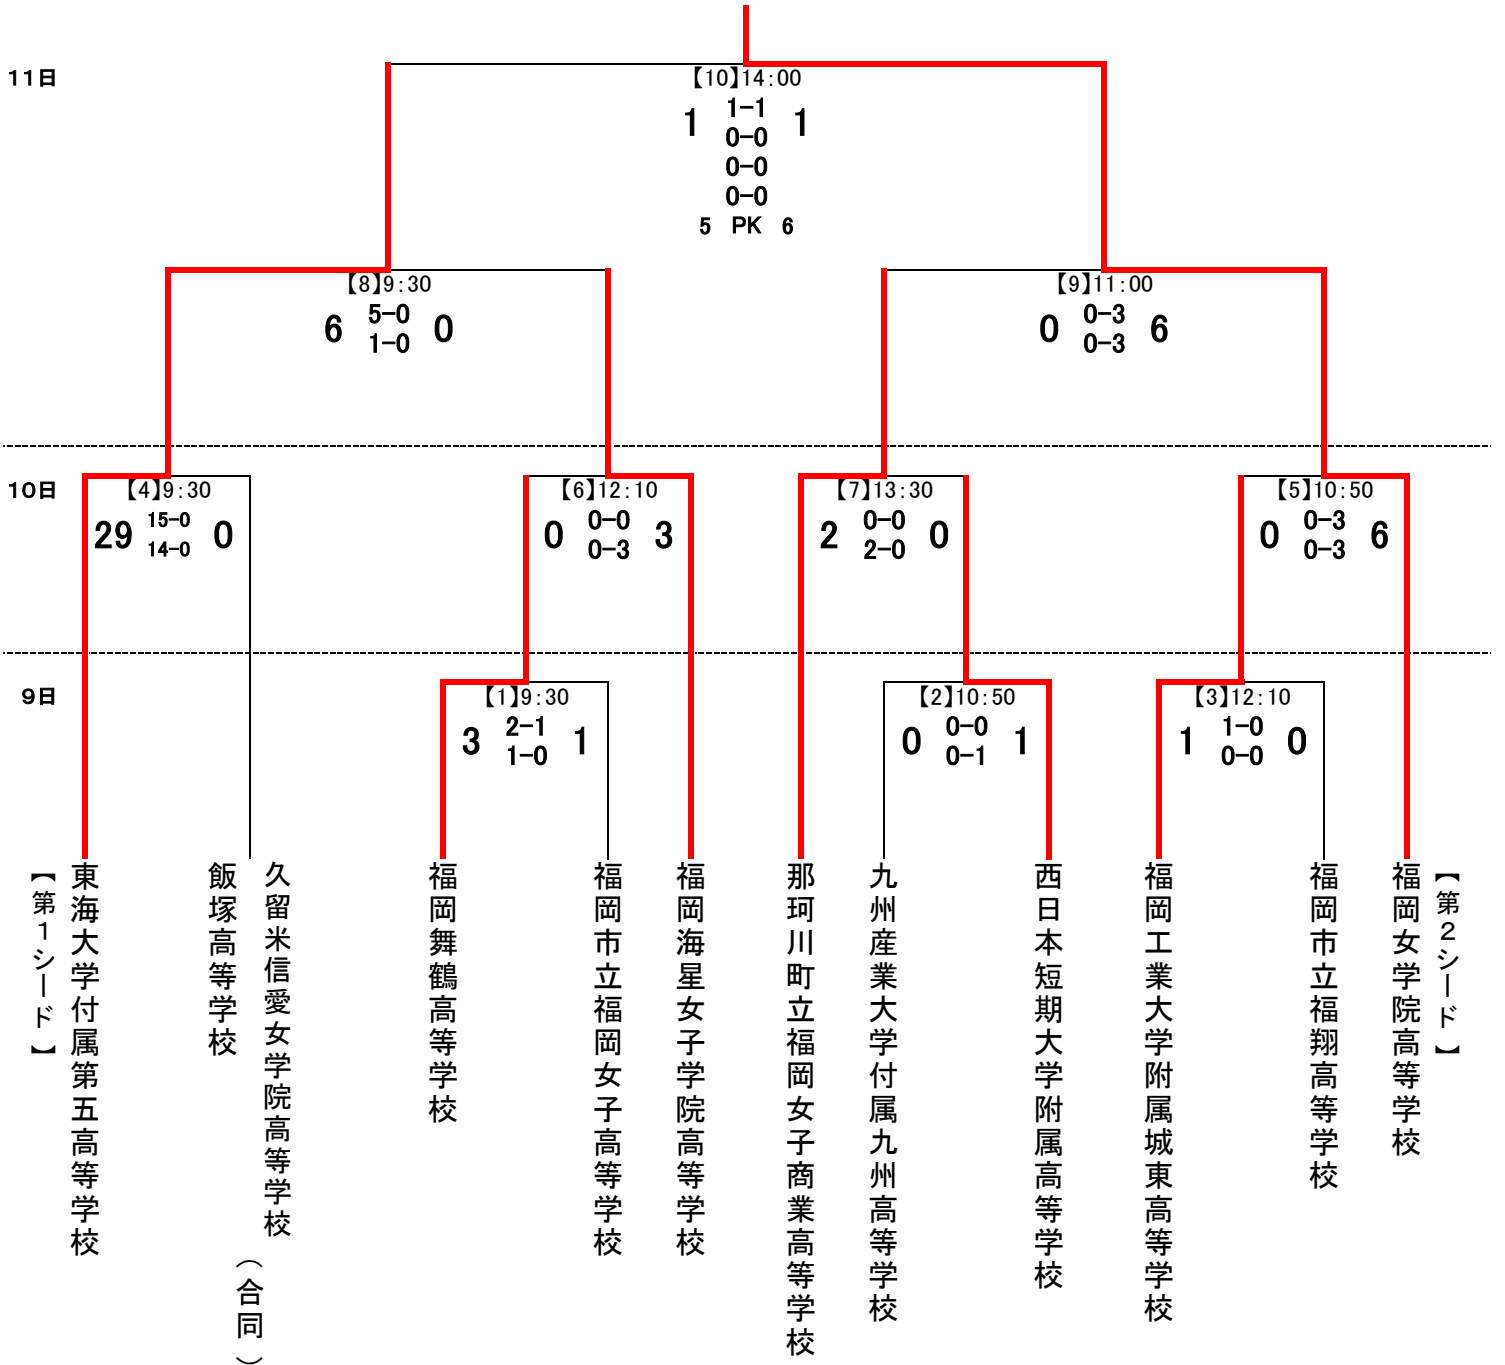 11日
【10】14:00
1 1-1 1
0-0
0-0
0-0
5 PK 6
【8】9:30
6 5-0 0
1-0
【9】11:00
0 0-3 6
0-3
10日
【4】9:30
29 15-0 0
14-0
【6】12:10
0 0-0 3
0-3
【7】13:30
2 0-0 0
2-0
【5】10:50
0 0-3 6
0-3
9日
【1】9:30
3 2-1 1
1-0
【2】10:50
0 0-0 1
0-1
【3】12:10
1 1-0 0
0-0
【第1シード】
東海大学付属第五高等学校
飯塚高等学校
久留米信愛女学院高等学校
(合同)
福岡舞鶴高等学校
福岡市立福岡女子高等学校
福岡海星女子学院高等学校
那珂川町立福岡女子商業高等学校
九州産業大学付属九州高等学校
西日本短期大学附属高等学校
福岡工業大学附属城東高等学校
福岡市立福翔高等学校
福岡女学院高等学校
【第2シード】